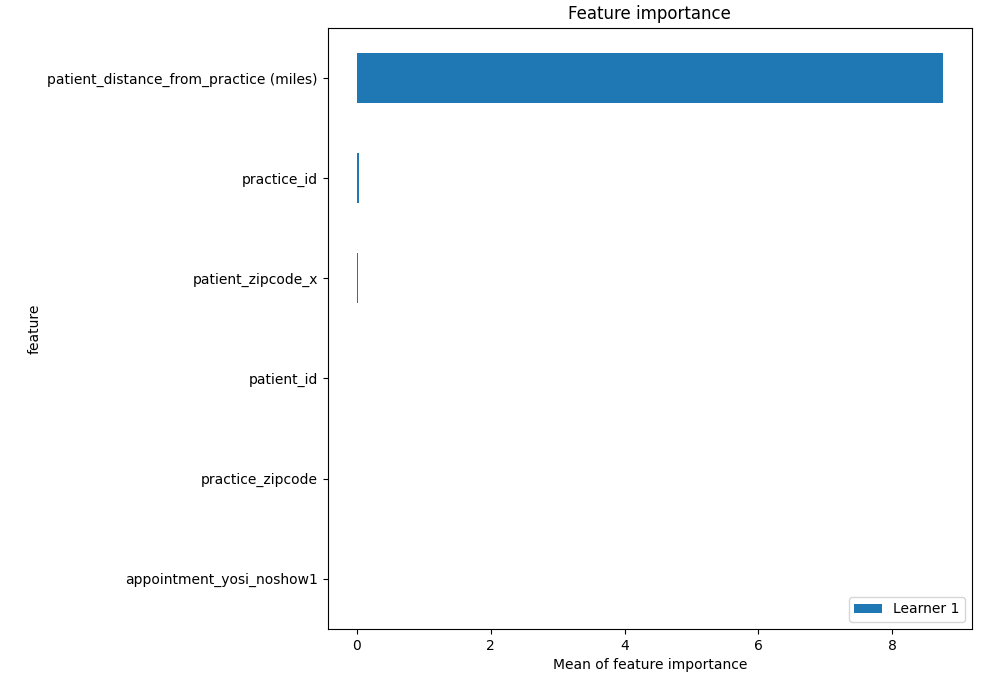 Feature importance
patient_distance_from_practice (miles)
practice_id
patient_zipcode_x
patient_id
practice_zipcode
appointment_yosi_noshow1
feature
Learner 1
0 2 4 6 8
Mean of feature importance